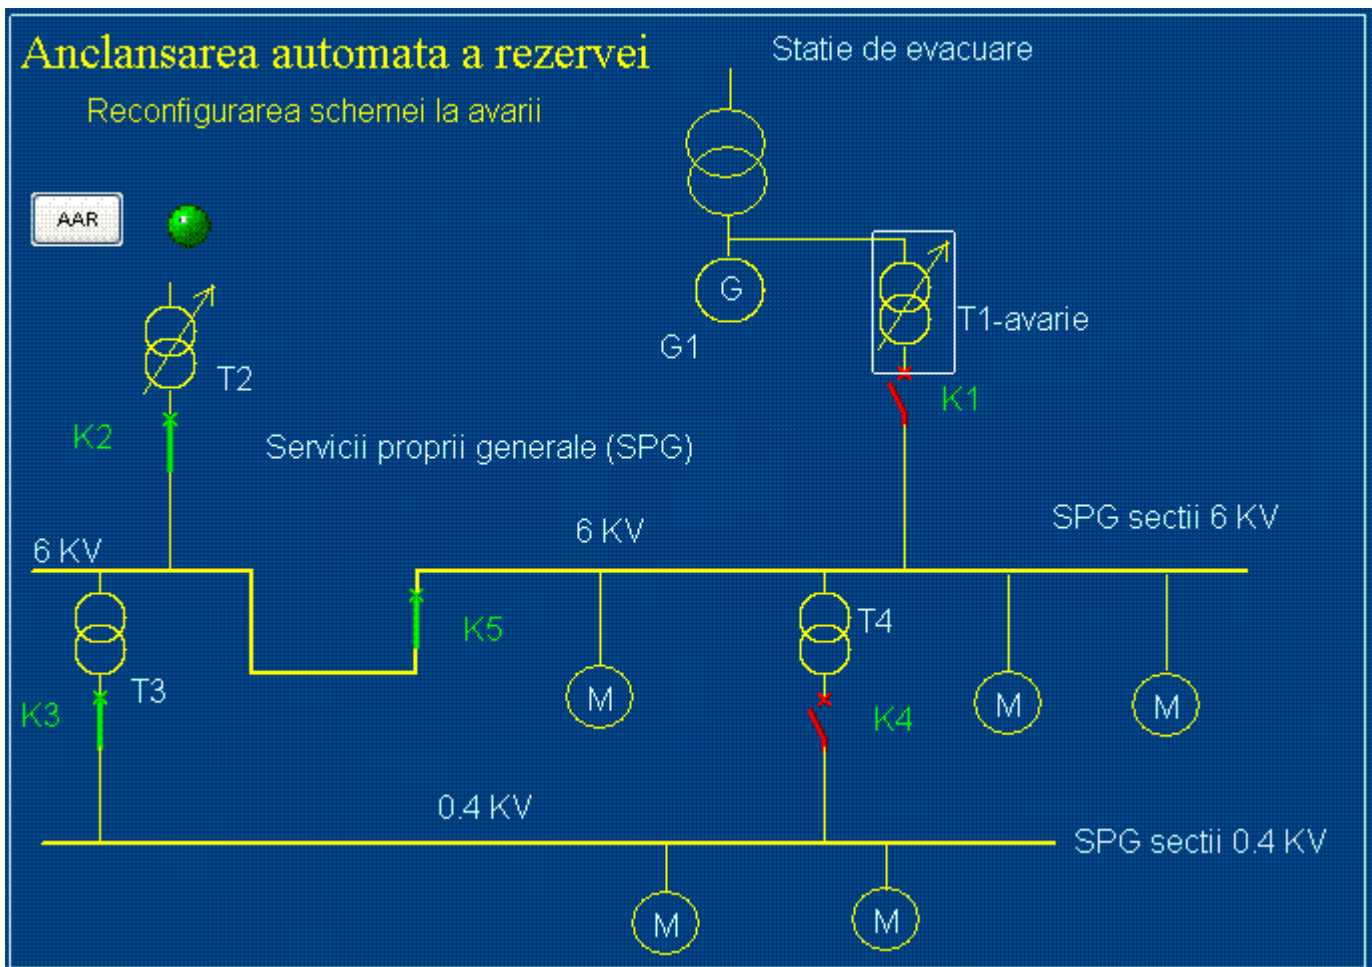 Anclansarea automata a rezervei
Statie de evacuare
Reconfigurarea schemei la avarii
AAR
G
T1-avarie
G1
T2
K1
K2
Servicii proprii generale (SPG)
SPG sectii 6 KV
6 KV
6 KV
K5
T4
T3
M
M
M
K3
K4
0.4 KV
SPG sectii 0.4 KV
M
M